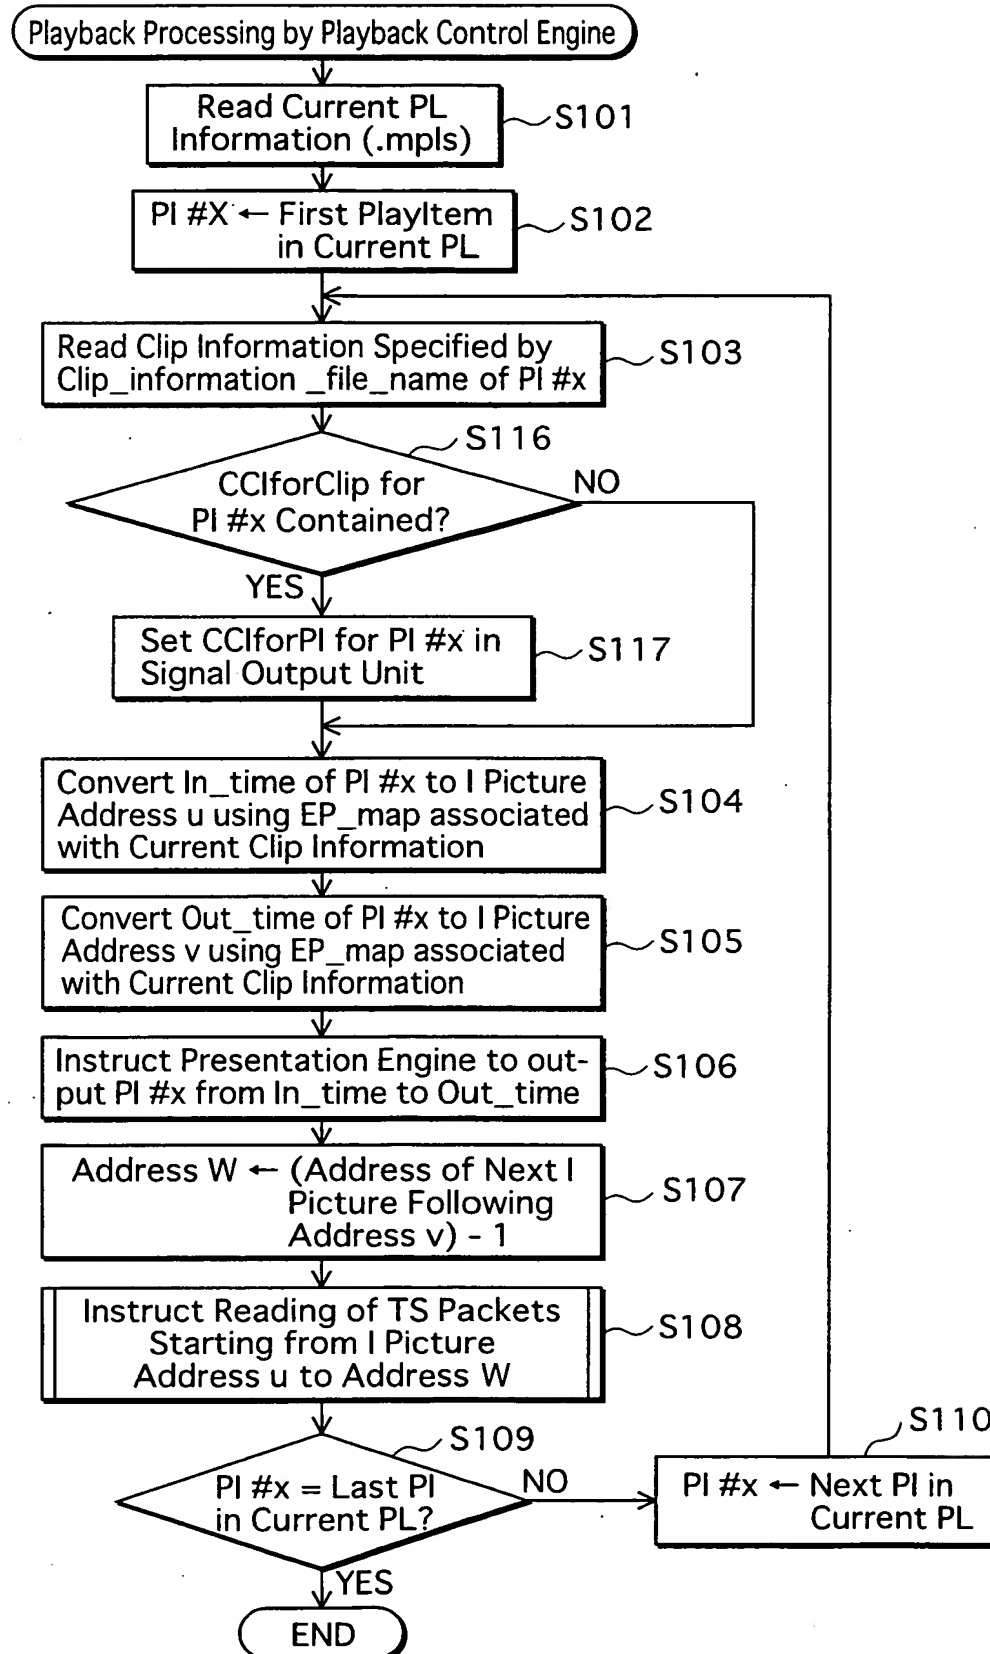 Playback Processing by Playback Control Engine
Read Current PL
Information (.mpls)
S101
PI #X ← First PlayItem
in Current PL
S102
Read Clip Information Specified by
Clip_information _file_name of PI #x
S103
S116
CCIforClip for
PI #x Contained?
NO
YES
Set CCIforPI for PI #x in
Signal Output Unit
S117
Convert In_time of PI #x to I Picture
Address u using EP_map associated
with Current Clip Information
S104
Convert Out_time of PI #x to I Picture
Address v using EP_map associated
with Current Clip Information
S105
Instruct Presentation Engine to out-
put PI #x from In_time to Out_time
S106
Address W ← (Address of Next I
Picture Following
Address v) - 1
S107
Instruct Reading of TS Packets
Starting from I Picture
Address u to Address W
S108
S109
PI #x = Last PI
in Current PL?
NO
S110
PI #x ← Next PI in
Current PL
YES
END